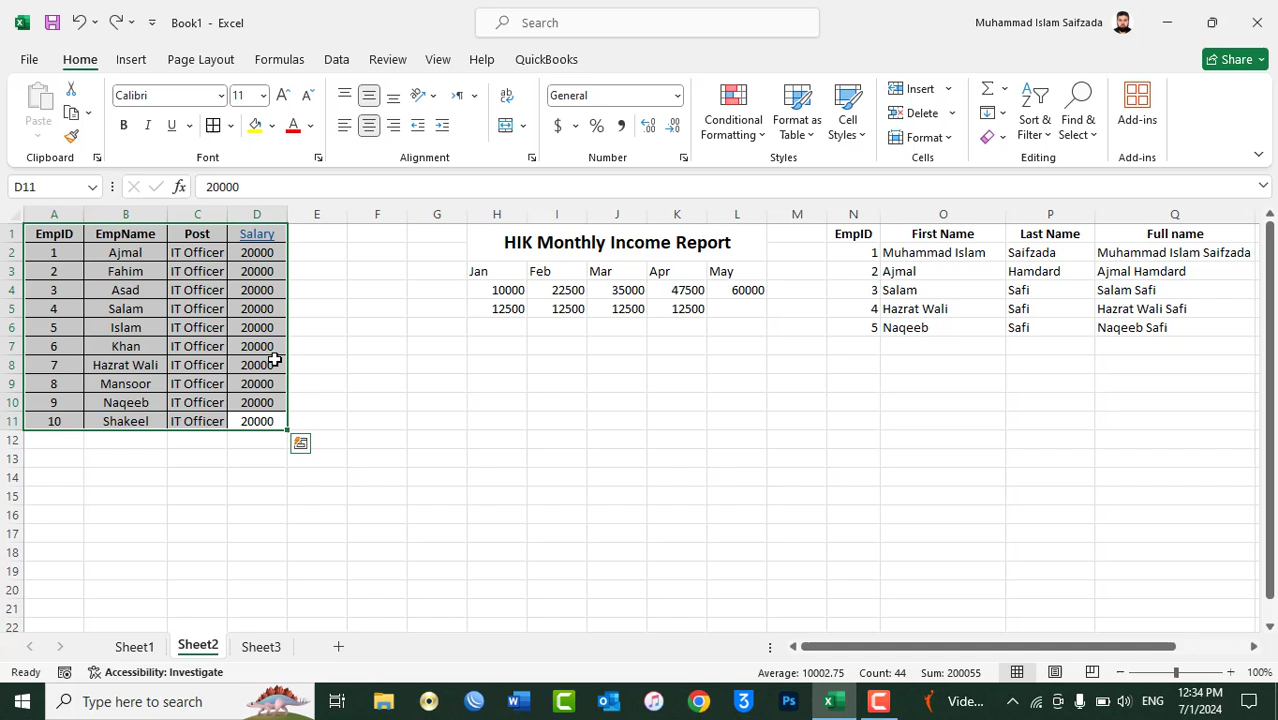 Book1 - Excel
Search
Muhammad Islam Saifzada
File Home Insert Page Layout Formulas Data Review View Help QuickBooks
Share
Paste
Calibri 11
B I U A
ab
General
$ % ,
Conditional Formatting
Format as Table
Cell Styles
Insert
Delete
Format
Sort & Filter
Find & Select
Add-ins
Clipboard Font Alignment Number Styles Cells Editing Add-ins
D11 fx 20000
A B C D E F G H I J K L M N O P Q
1 EmpID EmpName Post Salary HIK Monthly Income Report EmpID First Name Last Name Full name
2 1 Ajmal IT Officer 20000 1 Muhammad Islam Saifzada Muhammad Islam Saifzada
3 2 Fahim IT Officer 20000 Jan Feb Mar Apr May 2 Ajmal Hamdard Ajmal Hamdard
4 3 Asad IT Officer 20000 10000 22500 35000 47500 60000 3 Salam Safi Salam Safi
5 4 Salam IT Officer 20000 12500 12500 12500 12500 4 Hazrat Wali Safi Hazrat Wali Safi
6 5 Islam IT Officer 20000 5 Naqeeb Safi Naqeeb Safi
7 6 Khan IT Officer 20000
8 7 Hazrat Wali IT Officer 20000
9 8 Mansoor IT Officer 20000
10 9 Naqeeb IT Officer 20000
11 10 Shakeel IT Officer 20000
12
13
14
15
16
17
18
19
20
21
22
Sheet1 Sheet2 Sheet3
Ready Accessibility: Investigate Average: 10002.75 Count: 44 Sum: 200055 100%
Type here to search
Vide...
ENG
12:34 PM
7/1/2024